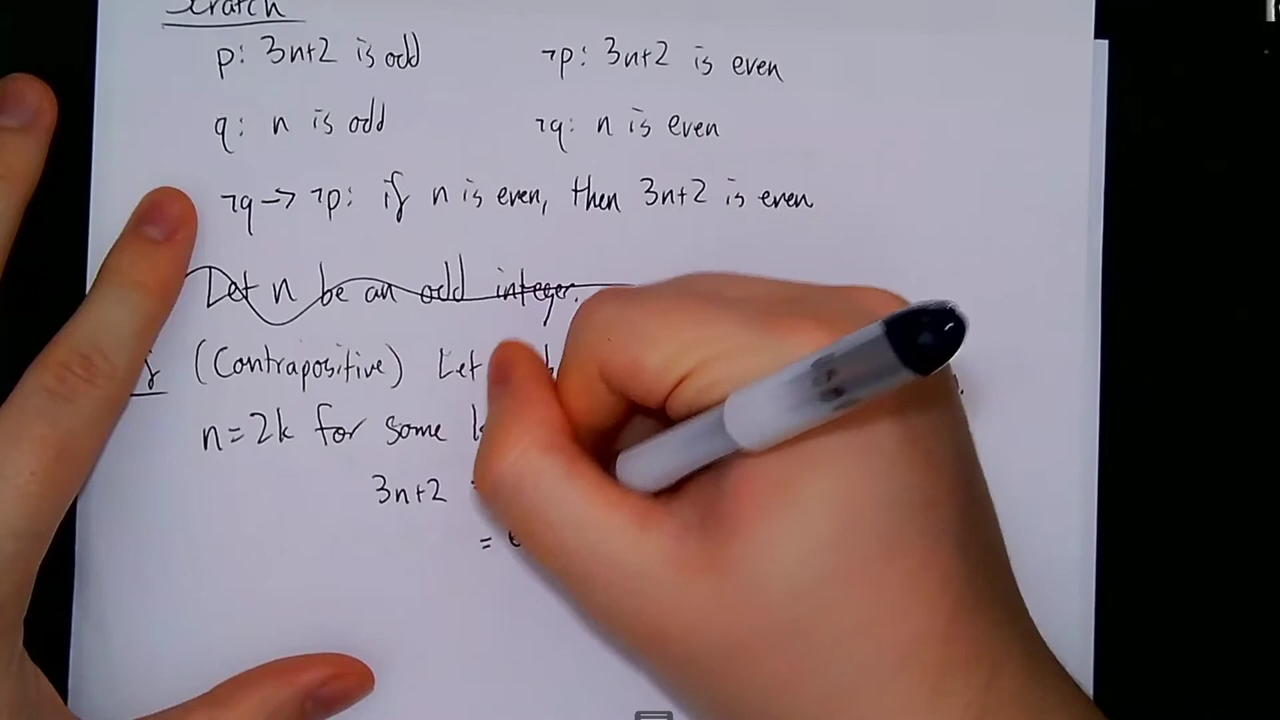 Scratch
p: 3n+2 is odd ¬p: 3n+2 is even
q: n is odd ¬q: n is even
¬q → ¬p: if n is even, then 3n+2 is even
Let n be an odd integer.
(Contrapositive) Let
n=2k for some
3n+2
=